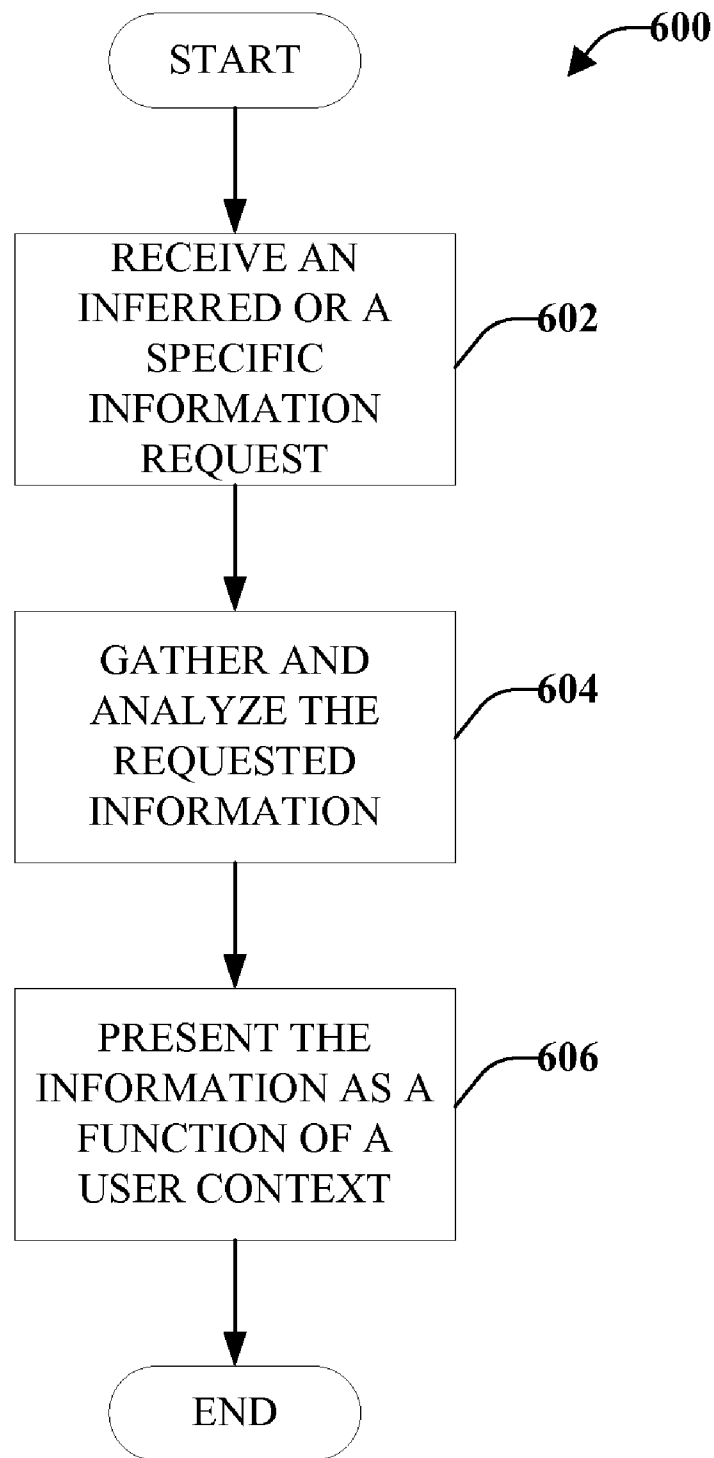 START
600
RECEIVE AN
INFERRED OR A
SPECIFIC
INFORMATION
REQUEST
602
GATHER AND
ANALYZE THE
REQUESTED
INFORMATION
604
PRESENT THE
INFORMATION AS A
FUNCTION OF A
USER CONTEXT
606
END